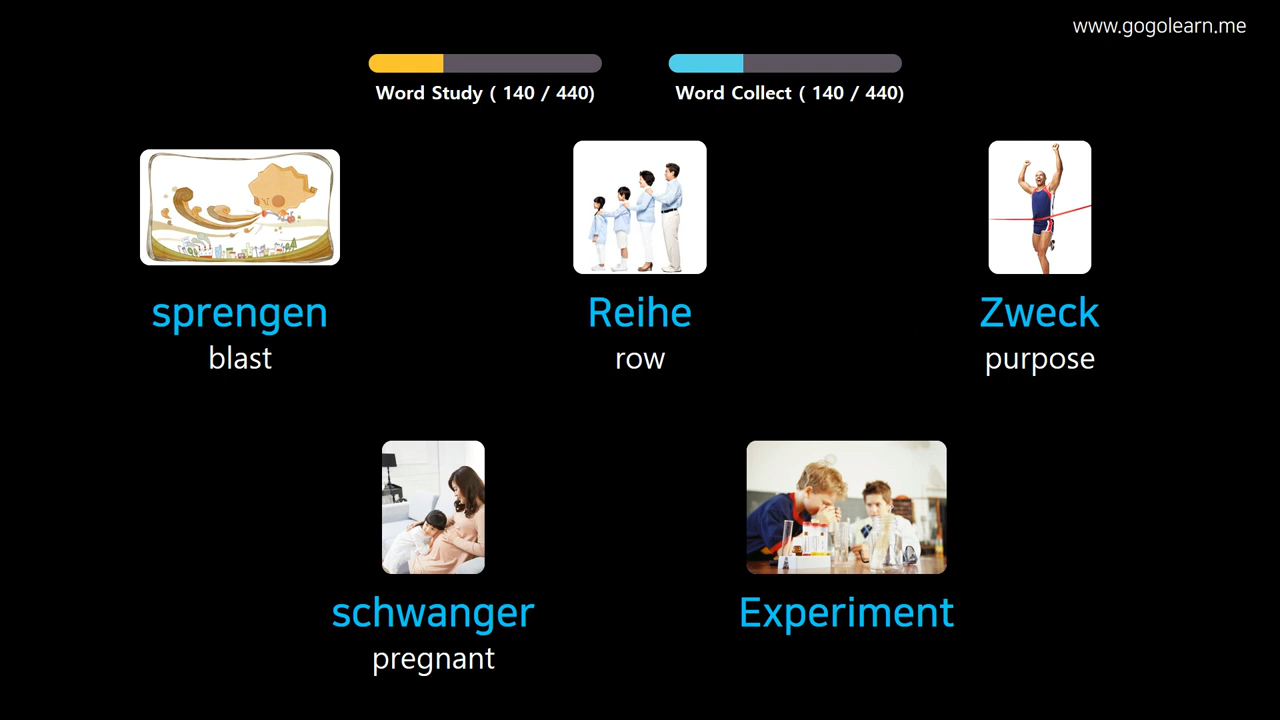 www.gogolearn.me
Word Study ( 140 / 440)
Word Collect ( 140 / 440)
sprengen
blast
Reihe
row
Zweck
purpose
schwanger
pregnant
Experiment